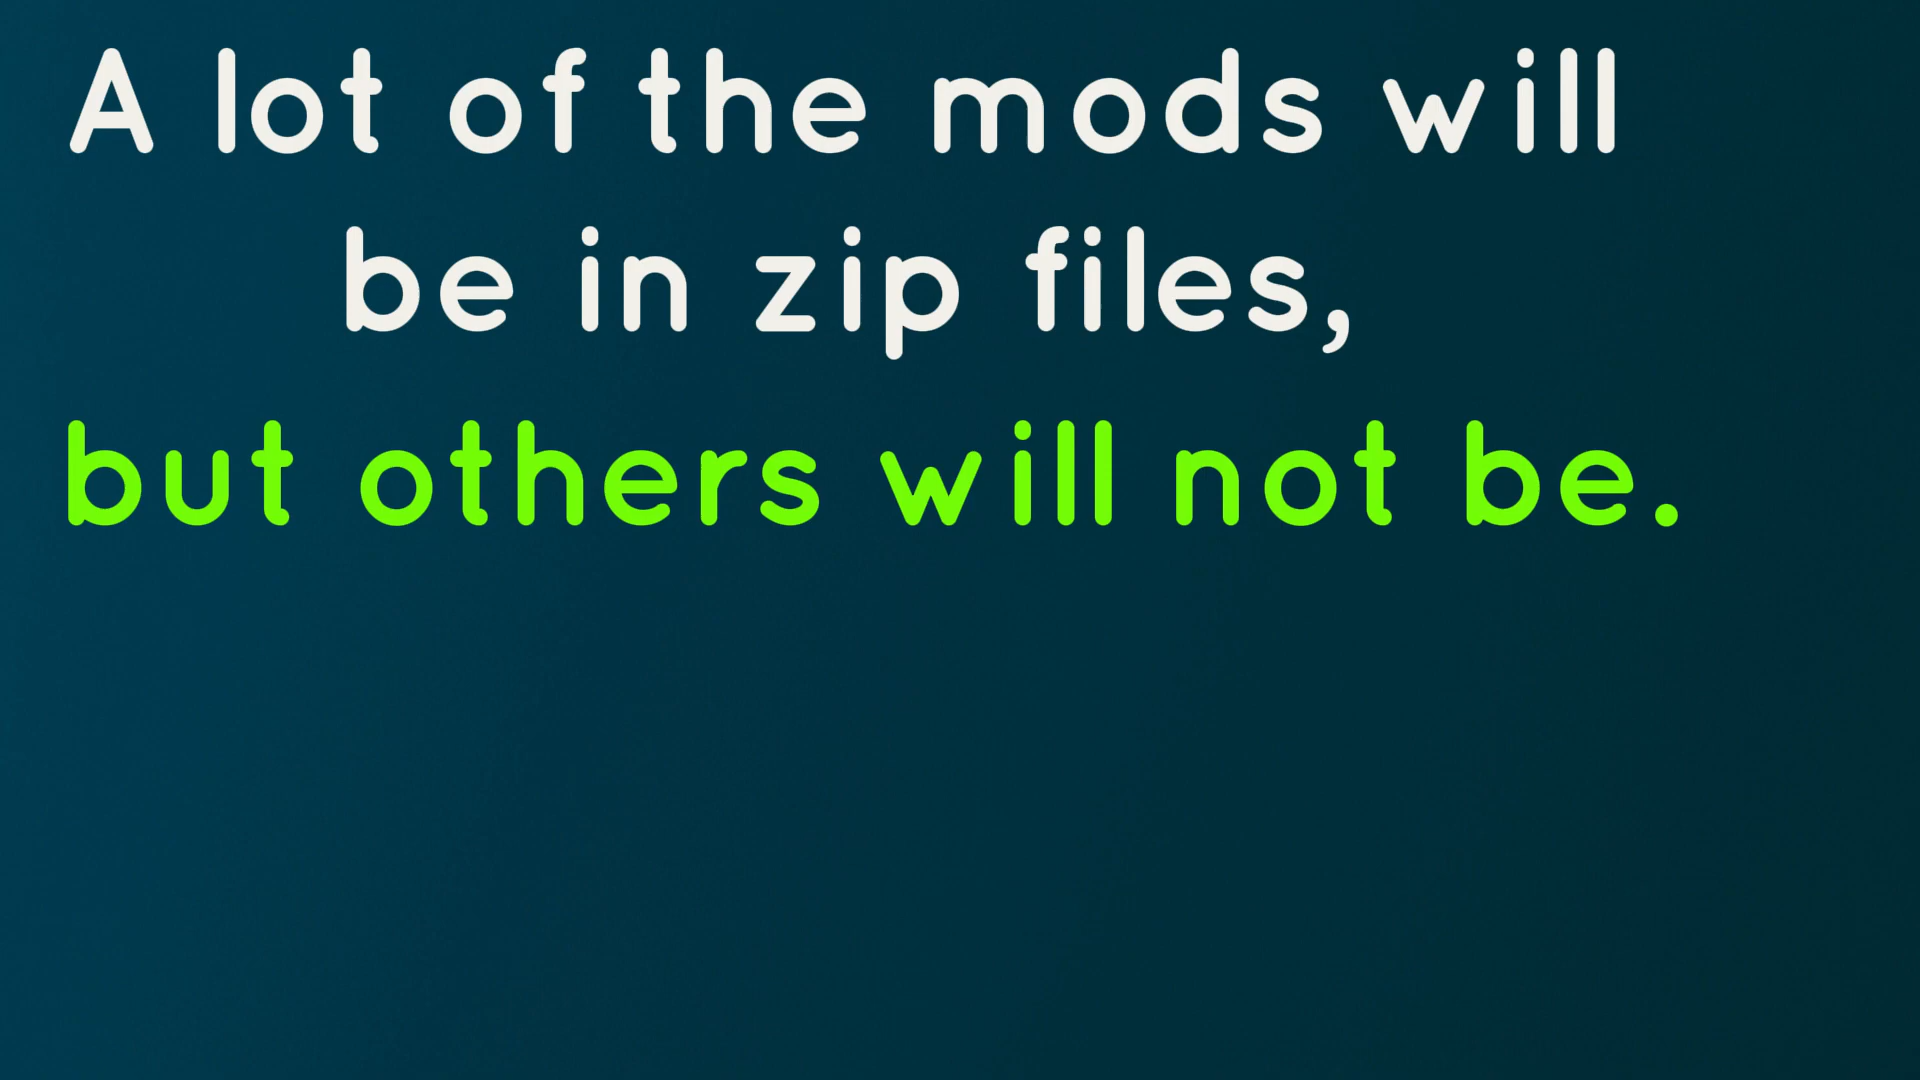 A lot of the mods will
be in zip files,
but others will not be.